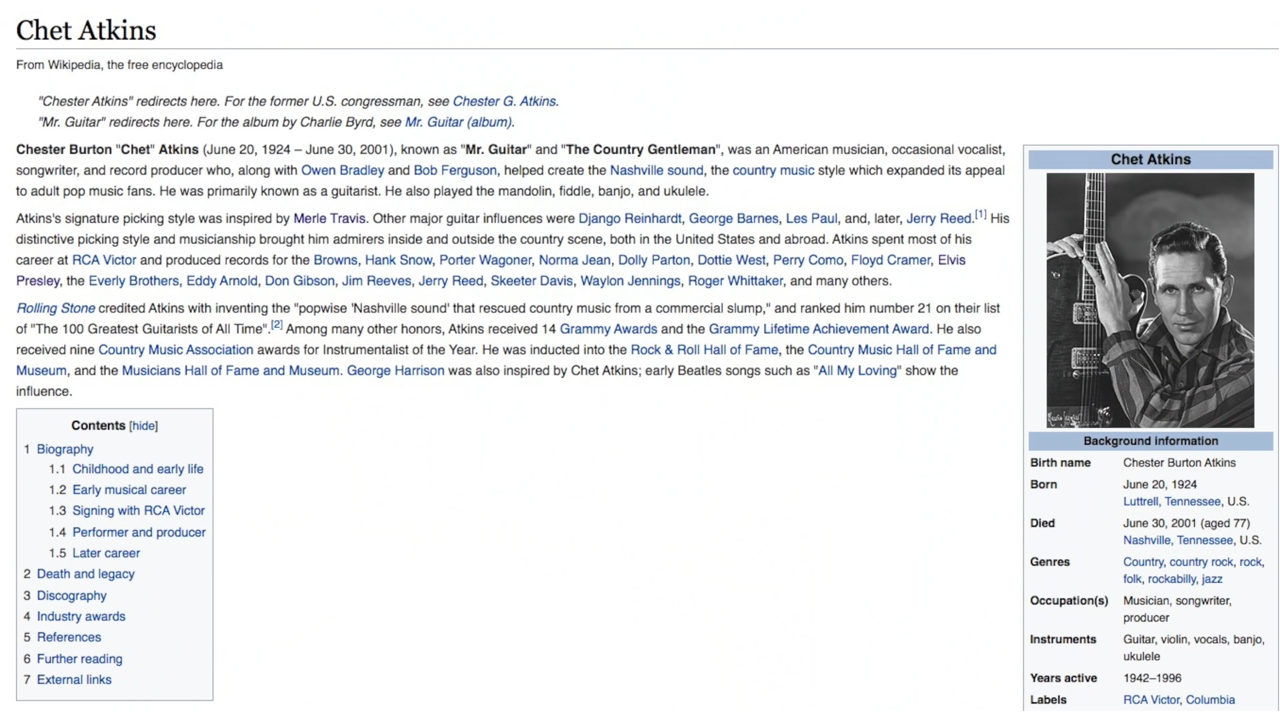 Chet Atkins
From Wikipedia, the free encyclopedia
"Chester Atkins" redirects here. For the former U.S. congressman, see Chester G. Atkins.
"Mr. Guitar" redirects here. For the album by Charlie Byrd, see Mr. Guitar (album).
Chester Burton "Chet" Atkins (June 20, 1924 – June 30, 2001), known as "Mr. Guitar" and "The Country Gentleman", was an American musician, occasional vocalist,
songwriter, and record producer who, along with Owen Bradley and Bob Ferguson, helped create the Nashville sound, the country music style which expanded its appeal
to adult pop music fans. He was primarily known as a guitarist. He also played the mandolin, fiddle, banjo, and ukulele.
Atkins's signature picking style was inspired by Merle Travis. Other major guitar influences were Django Reinhardt, George Barnes, Les Paul, and, later, Jerry Reed.[1] His
distinctive picking style and musicianship brought him admirers inside and outside the country scene, both in the United States and abroad. Atkins spent most of his
career at RCA Victor and produced records for the Browns, Hank Snow, Porter Wagoner, Norma Jean, Dolly Parton, Dottie West, Perry Como, Floyd Cramer, Elvis
Presley, the Everly Brothers, Eddy Arnold, Don Gibson, Jim Reeves, Jerry Reed, Skeeter Davis, Waylon Jennings, Roger Whittaker, and many others.
Rolling Stone credited Atkins with inventing the "popwise 'Nashville sound' that rescued country music from a commercial slump," and ranked him number 21 on their list
of "The 100 Greatest Guitarists of All Time".[2] Among many other honors, Atkins received 14 Grammy Awards and the Grammy Lifetime Achievement Award. He also
received nine Country Music Association awards for Instrumentalist of the Year. He was inducted into the Rock & Roll Hall of Fame, the Country Music Hall of Fame and
Museum, and the Musicians Hall of Fame and Museum. George Harrison was also inspired by Chet Atkins; early Beatles songs such as "All My Loving" show the
influence.
Contents [hide]
1 Biography
1.1 Childhood and early life
1.2 Early musical career
1.3 Signing with RCA Victor
1.4 Performer and producer
1.5 Later career
2 Death and legacy
3 Discography
4 Industry awards
5 References
6 Further reading
7 External links
Chet Atkins
Background information
Birth name Chester Burton Atkins
Born June 20, 1924
Luttrell, Tennessee, U.S.
Died June 30, 2001 (aged 77)
Nashville, Tennessee, U.S.
Genres Country, country rock, rock,
folk, rockabilly, jazz
Occupation(s) Musician, songwriter,
producer
Instruments Guitar, violin, vocals, banjo,
ukulele
Years active 1942–1996
Labels RCA Victor, Columbia